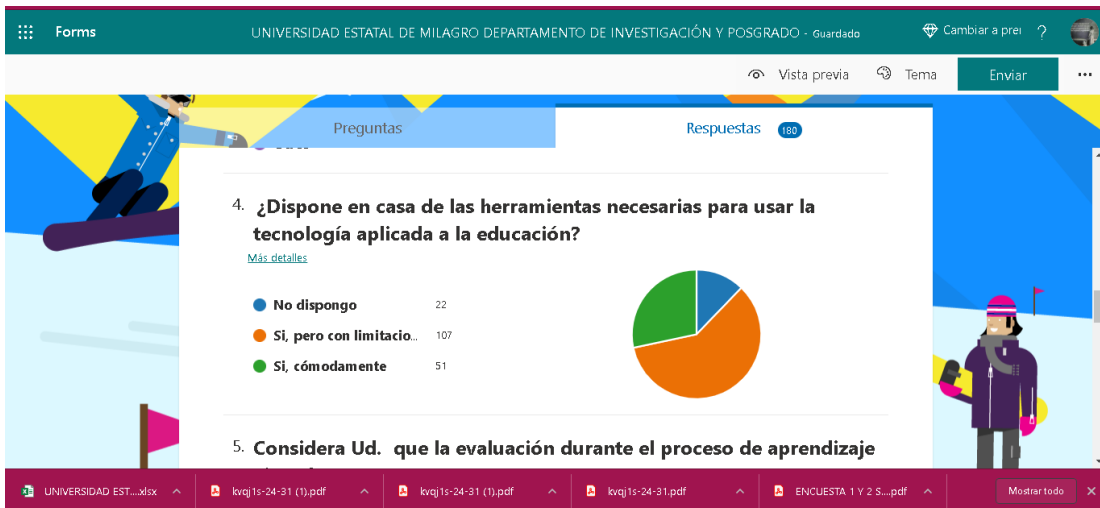 Forms
UNIVERSIDAD ESTATAL DE MILAGRO DEPARTAMENTO DE INVESTIGACIÓN Y POSGRADO - Guardado
Cambiar a prei
?
Vista previa
Tema
Enviar
...
Preguntas
Respuestas 180
4. ¿Dispone en casa de las herramientas necesarias para usar la
tecnología aplicada a la educación?
Más detalles
No dispongo 22
Si, pero con limitacio... 107
Si, cómodamente 51
5. Considera Ud. que la evaluación durante el proceso de aprendizaje
UNIVERSIDAD EST....xlsx
kvqj1s-24-31 (1).pdf
kvqj1s-24-31 (1).pdf
kvqj1s-24-31.pdf
ENCUESTA 1 Y 2 S....pdf
Mostrar todo